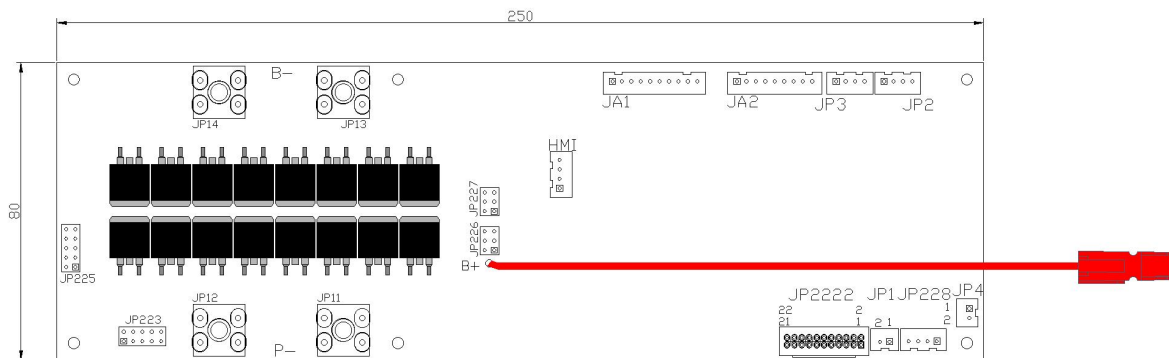 250
B-
JP14
JP13
JA1
JA2
JP3
JP2
HMI
80
JP227
JP226
B+
JP225
JP12
JP11
JP2222
JP1
JP228
JP4
22
2
21
1
2 1
1
2
JP223
P-